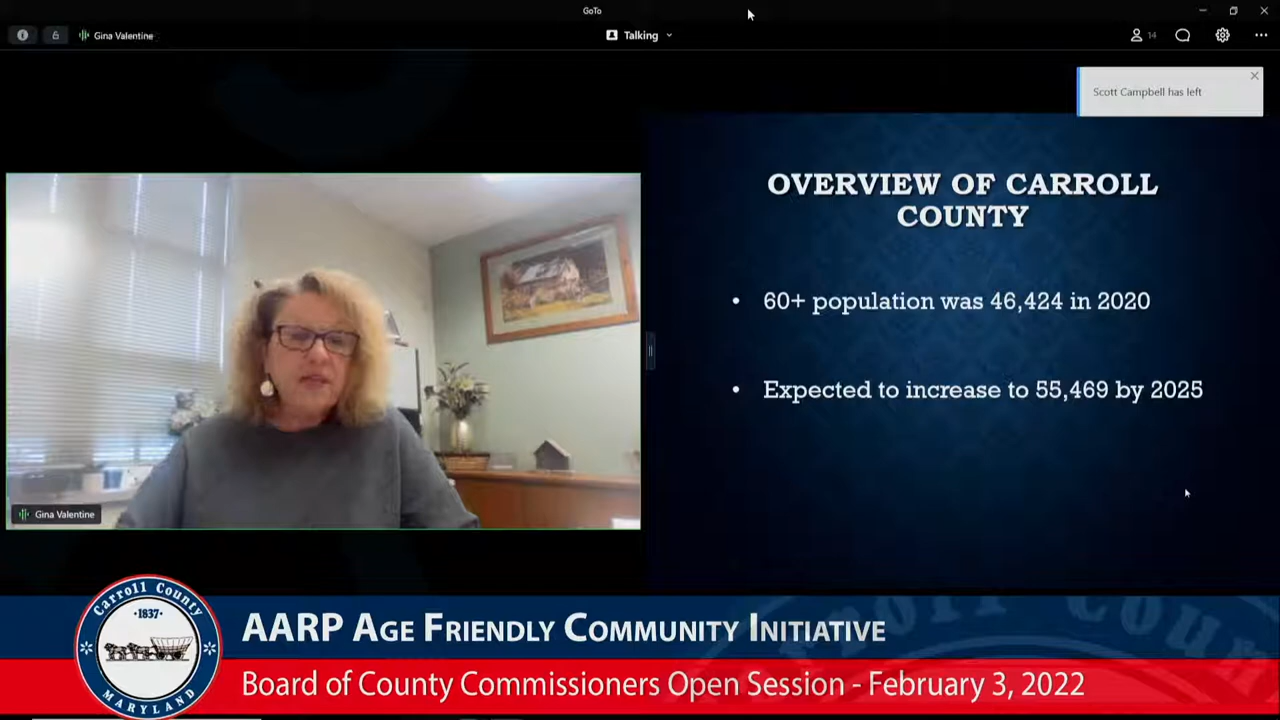 GoTo
Gina Valentine
Talking
14
Scott Campbell has left
OVERVIEW OF CARROLL
COUNTY
• 60+ population was 46,424 in 2020
• Expected to increase to 55,469 by 2025
Gina Valentine
Carroll County
•1837•
MARYLAND
AARP AGE FRIENDLY COMMUNITY INITIATIVE
Board of County Commissioners Open Session - February 3, 2022